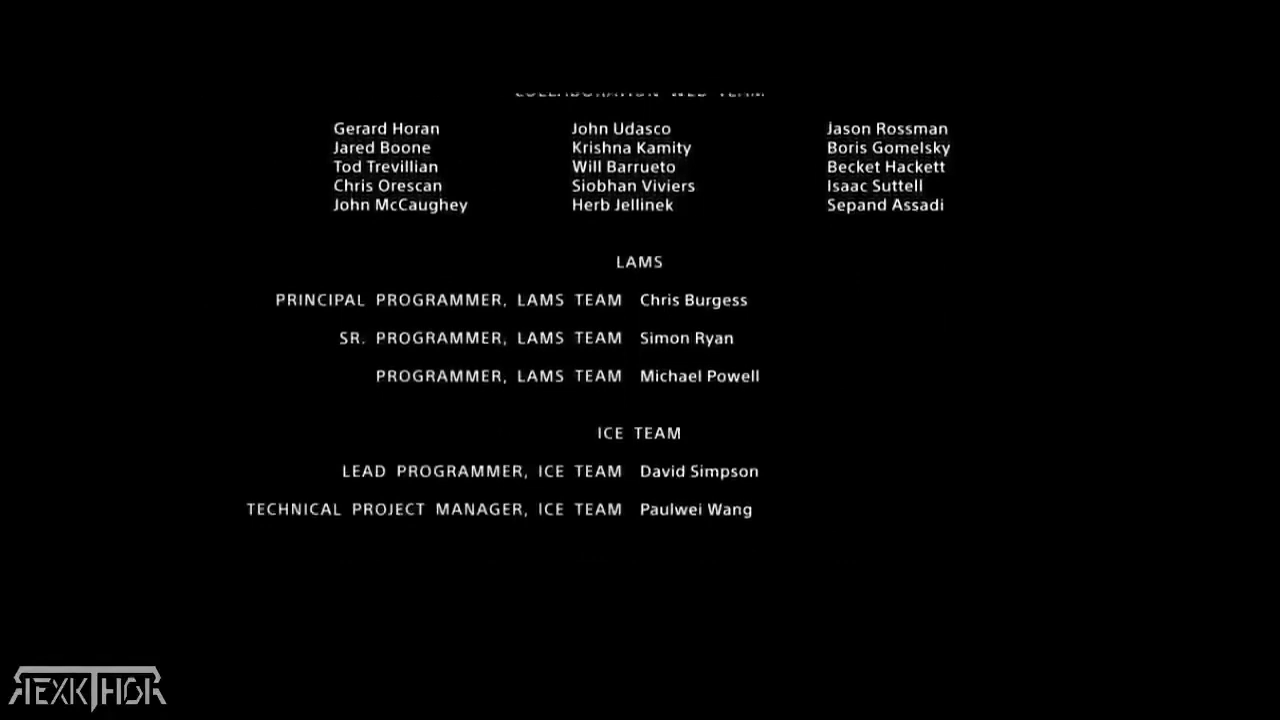 COLLABORATION WEB TEAM
Gerard Horan John Udasco Jason Rossman
Jared Boone Krishna Kamity Boris Gomelsky
Tod Trevillian Will Barrueto Becket Hackett
Chris Orescan Siobhan Viviers Isaac Suttell
John McCaughey Herb Jellinek Sepand Assadi
LAMS
PRINCIPAL PROGRAMMER, LAMS TEAM Chris Burgess
SR. PROGRAMMER, LAMS TEAM Simon Ryan
PROGRAMMER, LAMS TEAM Michael Powell
ICE TEAM
LEAD PROGRAMMER, ICE TEAM David Simpson
TECHNICAL PROJECT MANAGER, ICE TEAM Paulwei Wang